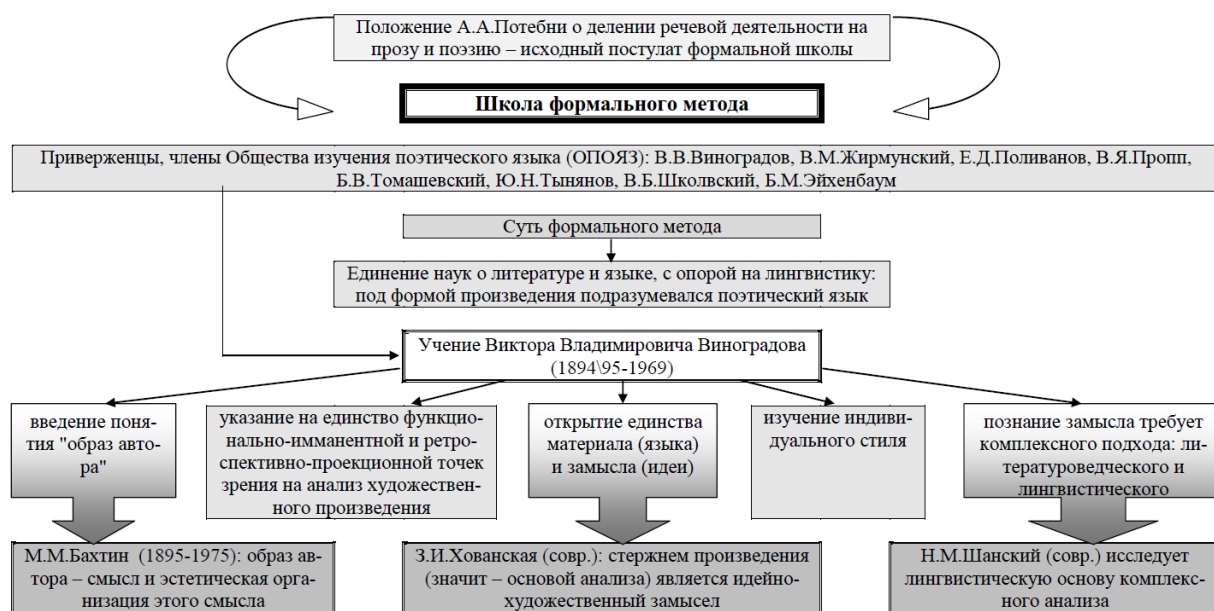 Положение А.А.Потебни о делении речевой деятельности на
прозу и поэзию – исходный постулат формальной школы
Школа формального метода
Приверженцы, члены Общества изучения поэтического языка (ОПОЯЗ): В.В.Виноградов, В.М.Жирмунский, Е.Д.Поливанов, В.Я.Пропп,
Б.В.Томашевский, Ю.Н.Тынянов, В.Б.Школвский, Б.М.Эйхенбаум
Суть формального метода
Единение наук о литературе и языке, с опорой на лингвистику:
под формой произведения подразумевался поэтический язык
Учение Виктора Владимировича Виноградова
(1894\95-1969)
введение поня-
тия "образ авто-
ра"
указание на единство функцио-
нально-имманентной и ретро-
спективно-проекционной точек
зрения на анализ художествен-
ного произведения
открытие единства
материала (языка)
и замысла (идеи)
изучение индиви-
дуального стиля
познание замысла требует
комплексного подхода: ли-
тературоведческого и
лингвистического
М.М.Бахтин (1895-1975): образ ав-
тора – смысл и эстетическая орга-
низация этого смысла
З.И.Хованская (совр.): стержнем произведения
(значит – основой анализа) является идейно-
художественный замысел
Н.М.Шанский (совр.) исследует
лингвистическую основу комплекс-
ного анализа